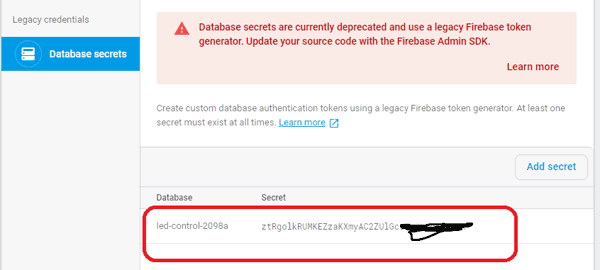 Legacy credentials
Database secrets
Database secrets are currently deprecated and use a legacy Firebase token
generator. Update your source code with the Firebase Admin SDK.
Learn more
Create custom database authentication tokens using a legacy Firebase token generator. At least one
secret must exist at all times. Learn more
Add secret
Database Secret
led-control-2098a ztRgolkRUMKEZzaKXmyAC2ZUlGc